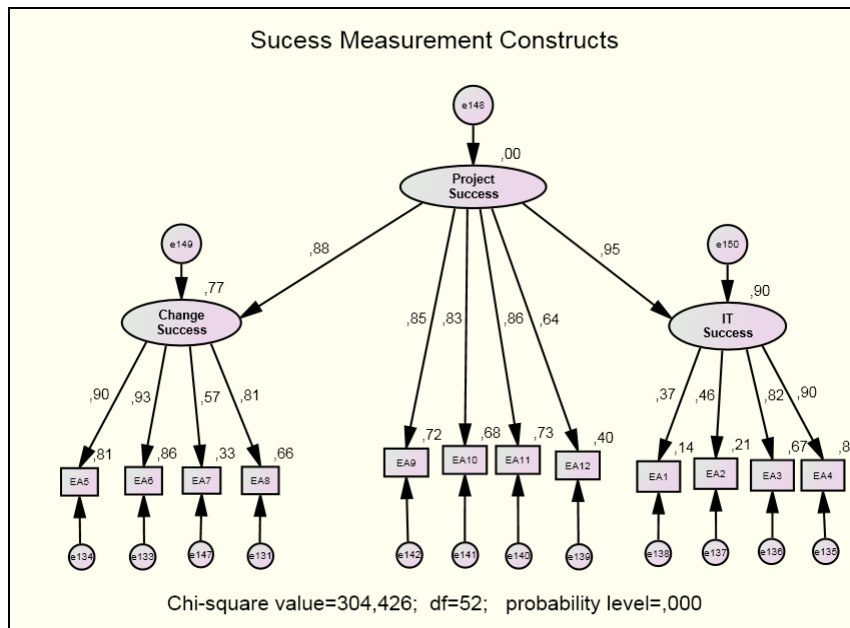 Sucess Measurement Constructs
e148
,00
Project
Success
e149
,88
,95
e150
,77
,90
Change
Success
IT
Success
,85
,83
,86
,64
,90
,93
,57
,81
,37
,46
,82
,90
,81
,86
,33
,66
,72
,68
,73
,40
,14
,21
,67
,8
EA5
EA6
EA7
EA8
EA9
EA10
EA11
EA12
EA1
EA2
EA3
EA4
e134
e133
e147
e131
e142
e141
e140
e139
e138
e137
e136
e135
Chi-square value=304,426; df=52; probability level=,000